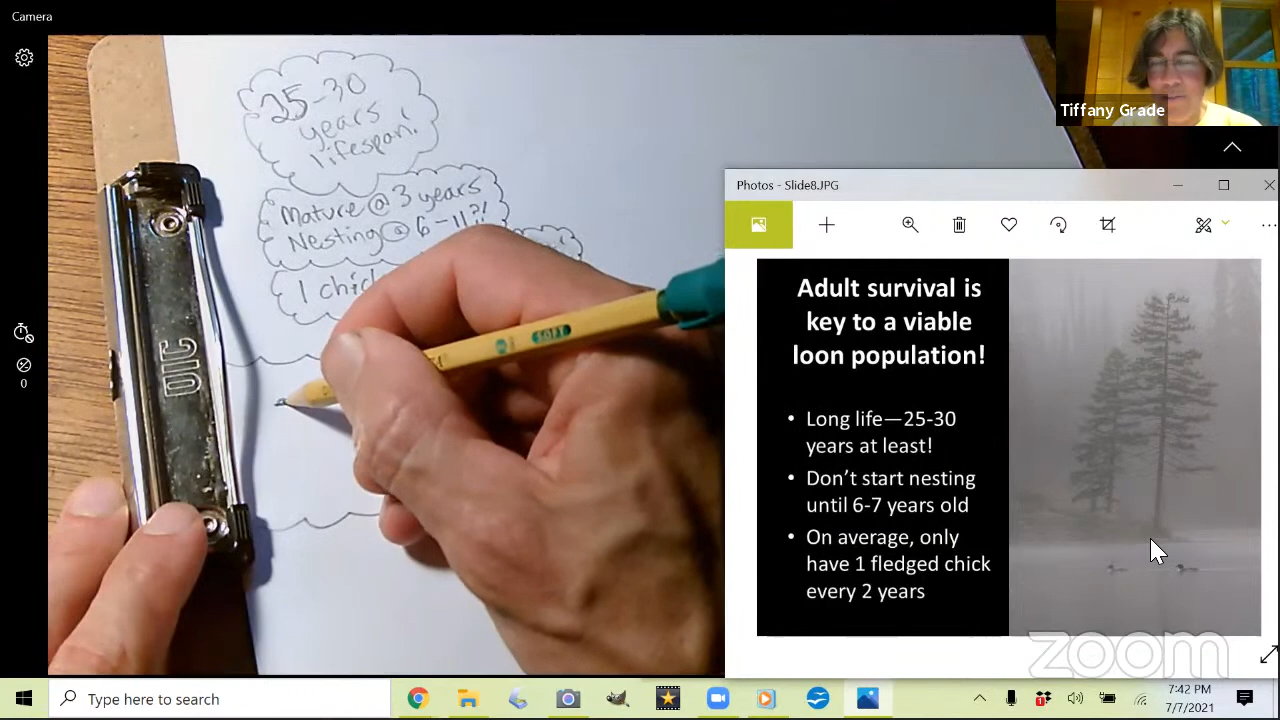 Camera
Tiffany Grade
25-30
years
lifespan!
Mature @ 3 years
Nesting @ 6-11?!
1 chick
DIC
SOFT
0
Photos - Slide8.JPG
Adult survival is
key to a viable
loon population!
• Long life—25-30
years at least!
• Don't start nesting
until 6-7 years old
• On average, only
have 1 fledged chick
every 2 years
zoom
Type here to search
1
7:42 PM
7/7/2021